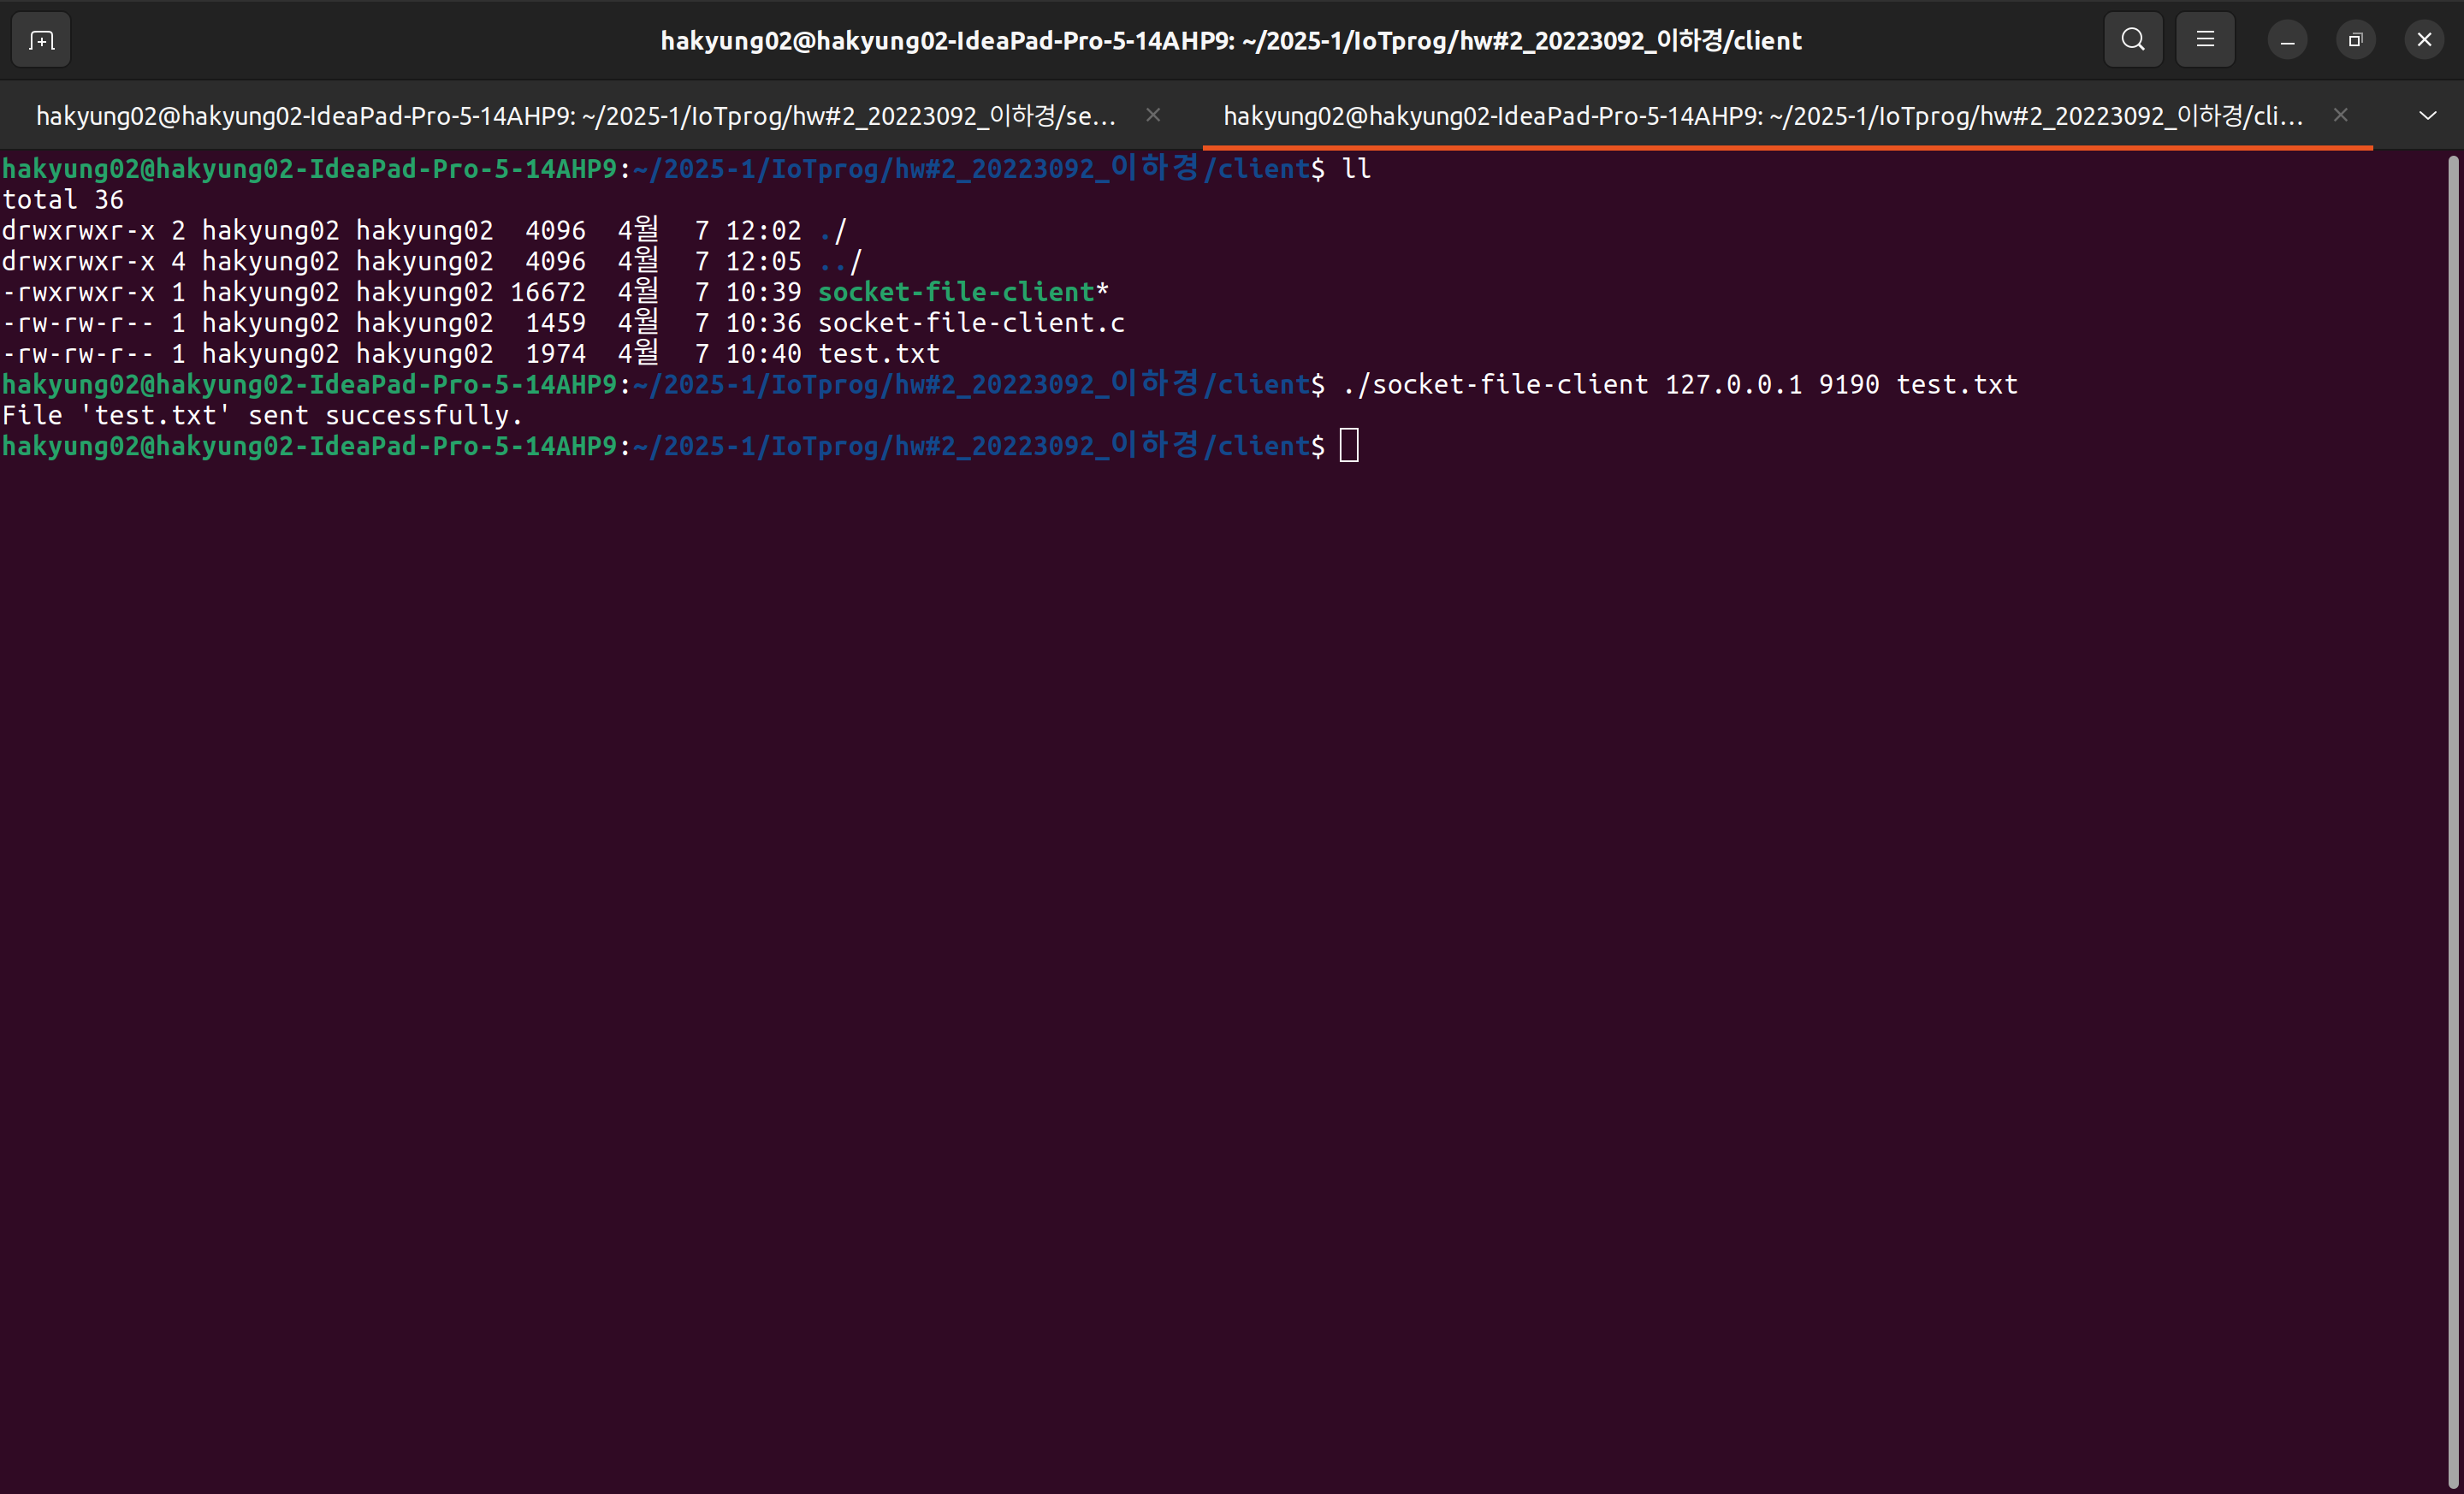 hakyung02@hakyung02-IdeaPad-Pro-5-14AHP9: ~/2025-1/IoTprog/hw#2_20223092_이하경/client
hakyung02@hakyung02-IdeaPad-Pro-5-14AHP9: ~/2025-1/IoTprog/hw#2_20223092_이하경/se...
hakyung02@hakyung02-IdeaPad-Pro-5-14AHP9: ~/2025-1/IoTprog/hw#2_20223092_이하경/cli...
hakyung02@hakyung02-IdeaPad-Pro-5-14AHP9:~/2025-1/IoTprog/hw#2_20223092_이하경/client$ ll
total 36
drwxrwxr-x 2 hakyung02 hakyung02  4096  4월  7 12:02 ./
drwxrwxr-x 4 hakyung02 hakyung02  4096  4월  7 12:05 ../
-rwxrwxr-x 1 hakyung02 hakyung02 16672  4월  7 10:39 socket-file-client*
-rw-rw-r-- 1 hakyung02 hakyung02  1459  4월  7 10:36 socket-file-client.c
-rw-rw-r-- 1 hakyung02 hakyung02  1974  4월  7 10:40 test.txt
hakyung02@hakyung02-IdeaPad-Pro-5-14AHP9:~/2025-1/IoTprog/hw#2_20223092_이하경/client$ ./socket-file-client 127.0.0.1 9190 test.txt
File 'test.txt' sent successfully.
hakyung02@hakyung02-IdeaPad-Pro-5-14AHP9:~/2025-1/IoTprog/hw#2_20223092_이하경/client$